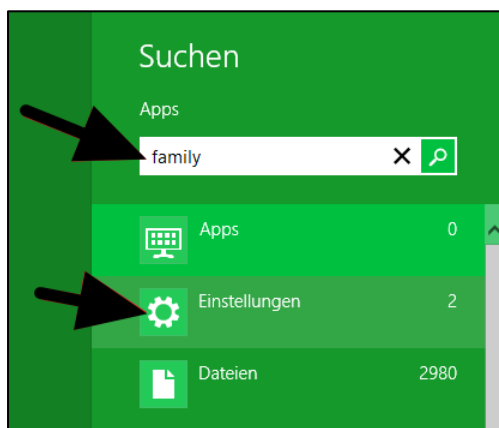 Suchen
Apps
family
Apps 0
Einstellungen 2
Dateien 2980